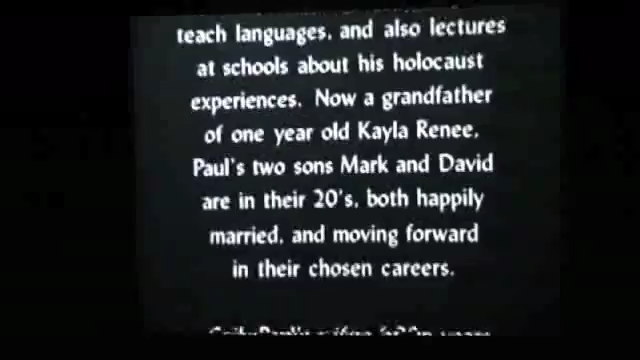 teach languages, and also lectures
at schools about his holocaust
experiences. Now a grandfather
of one year old Kayla Renee,
Paul's two sons Mark and David
are in their 20's, both happily
married, and moving forward
in their chosen careers.